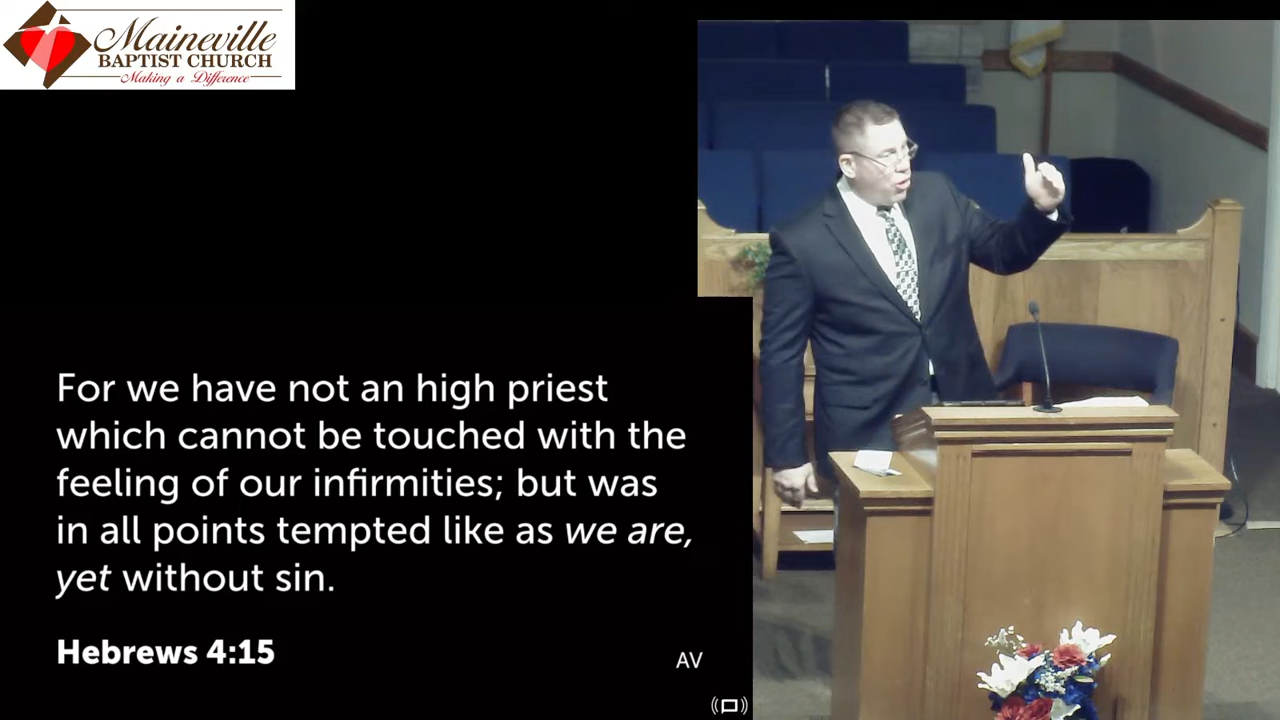 Maineville
BAPTIST CHURCH
Making a Difference
For we have not an high priest
which cannot be touched with the
feeling of our infirmities; but was
in all points tempted like as we are,
yet without sin.
Hebrews 4:15
AV